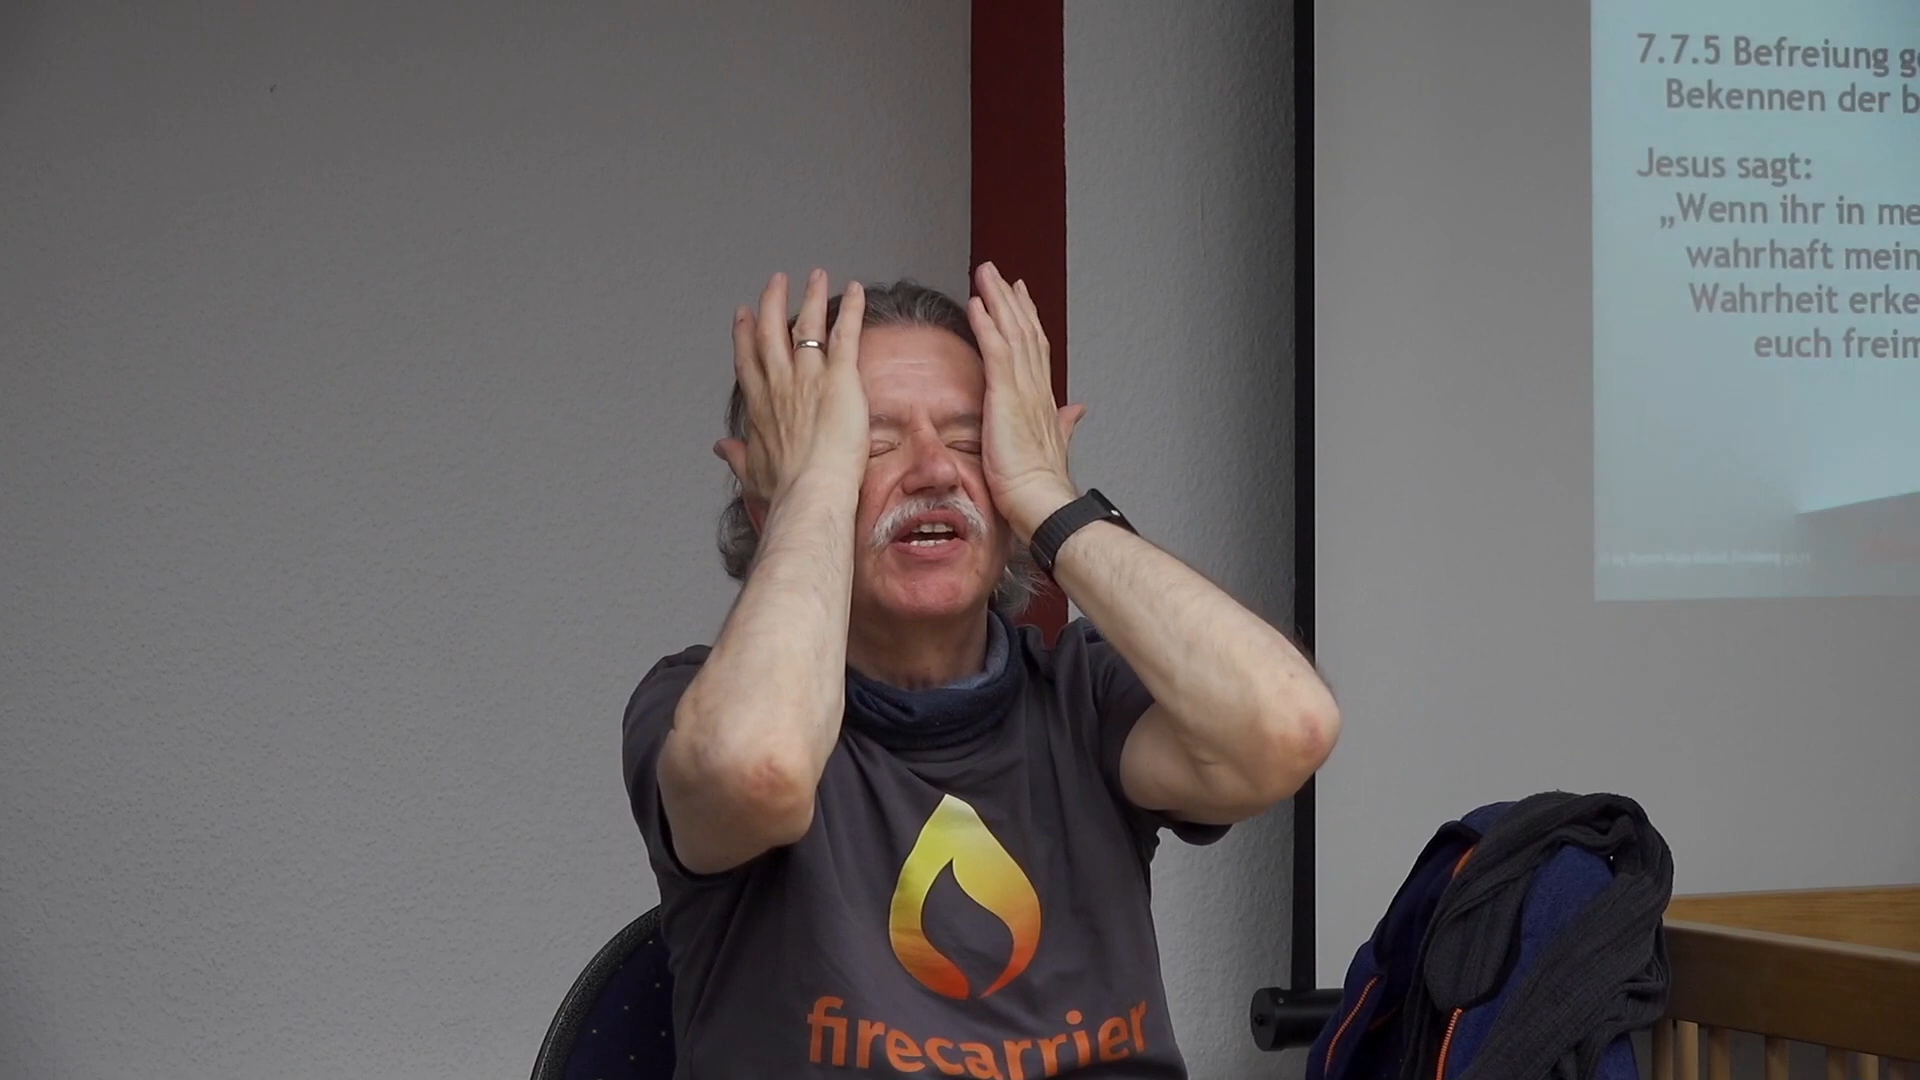 7.7.5 Befreiung g
Bekennen der b
Jesus sagt:
„Wenn ihr in me
wahrhaft mein
Wahrheit erke
euch freim
firecarrier